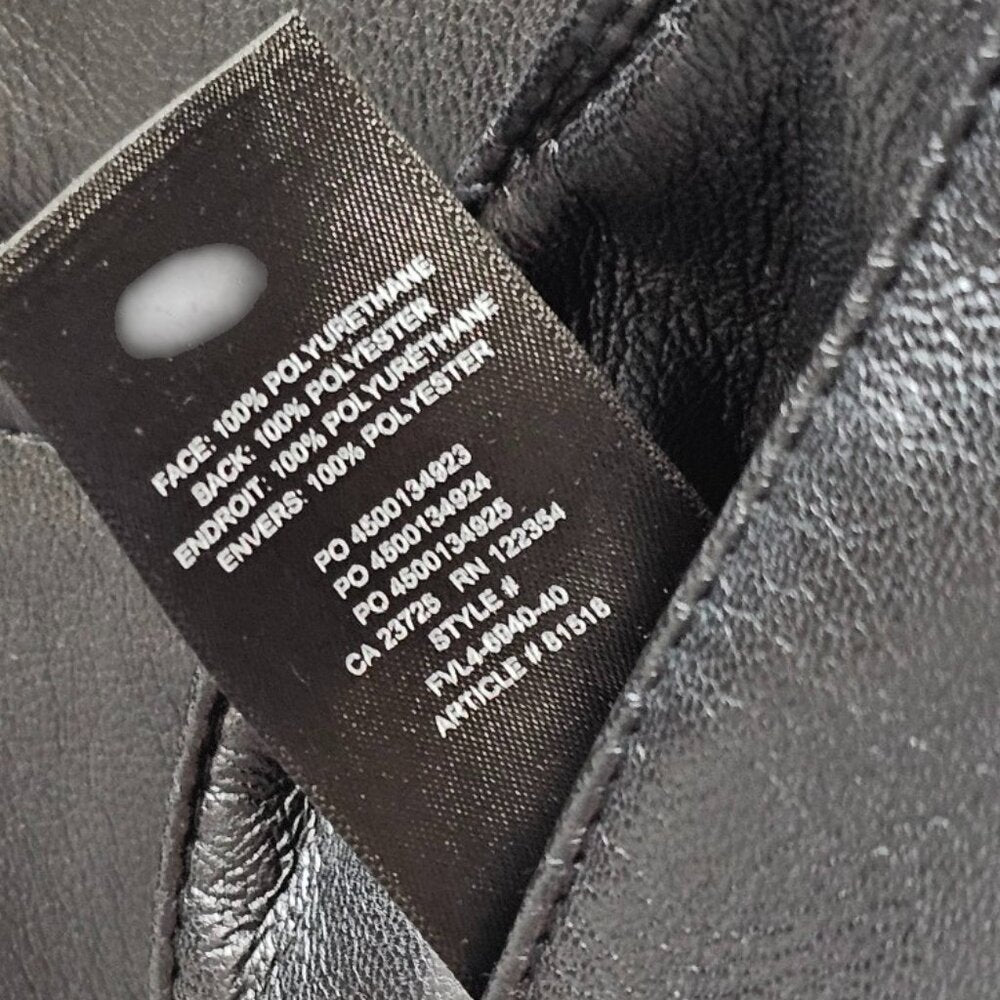 FACE: 100% POLYURETHANE
BACK: 100% POLYESTER
ENDROIT: 100% POLYURETHANE
ENVERS: 100% POLYESTER
PO 4500134923
PO 4500134924
PO 4500134925
CA 23725 RN 122354
STYLE #
FVL4-6940-40
ARTICLE # 81518